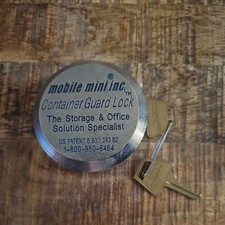 mobile mini, inc.
Container Guard Lock™
The Storage & Office
Solution Specialist
US PATENT 6,637,243 B2
1-800-950-6464